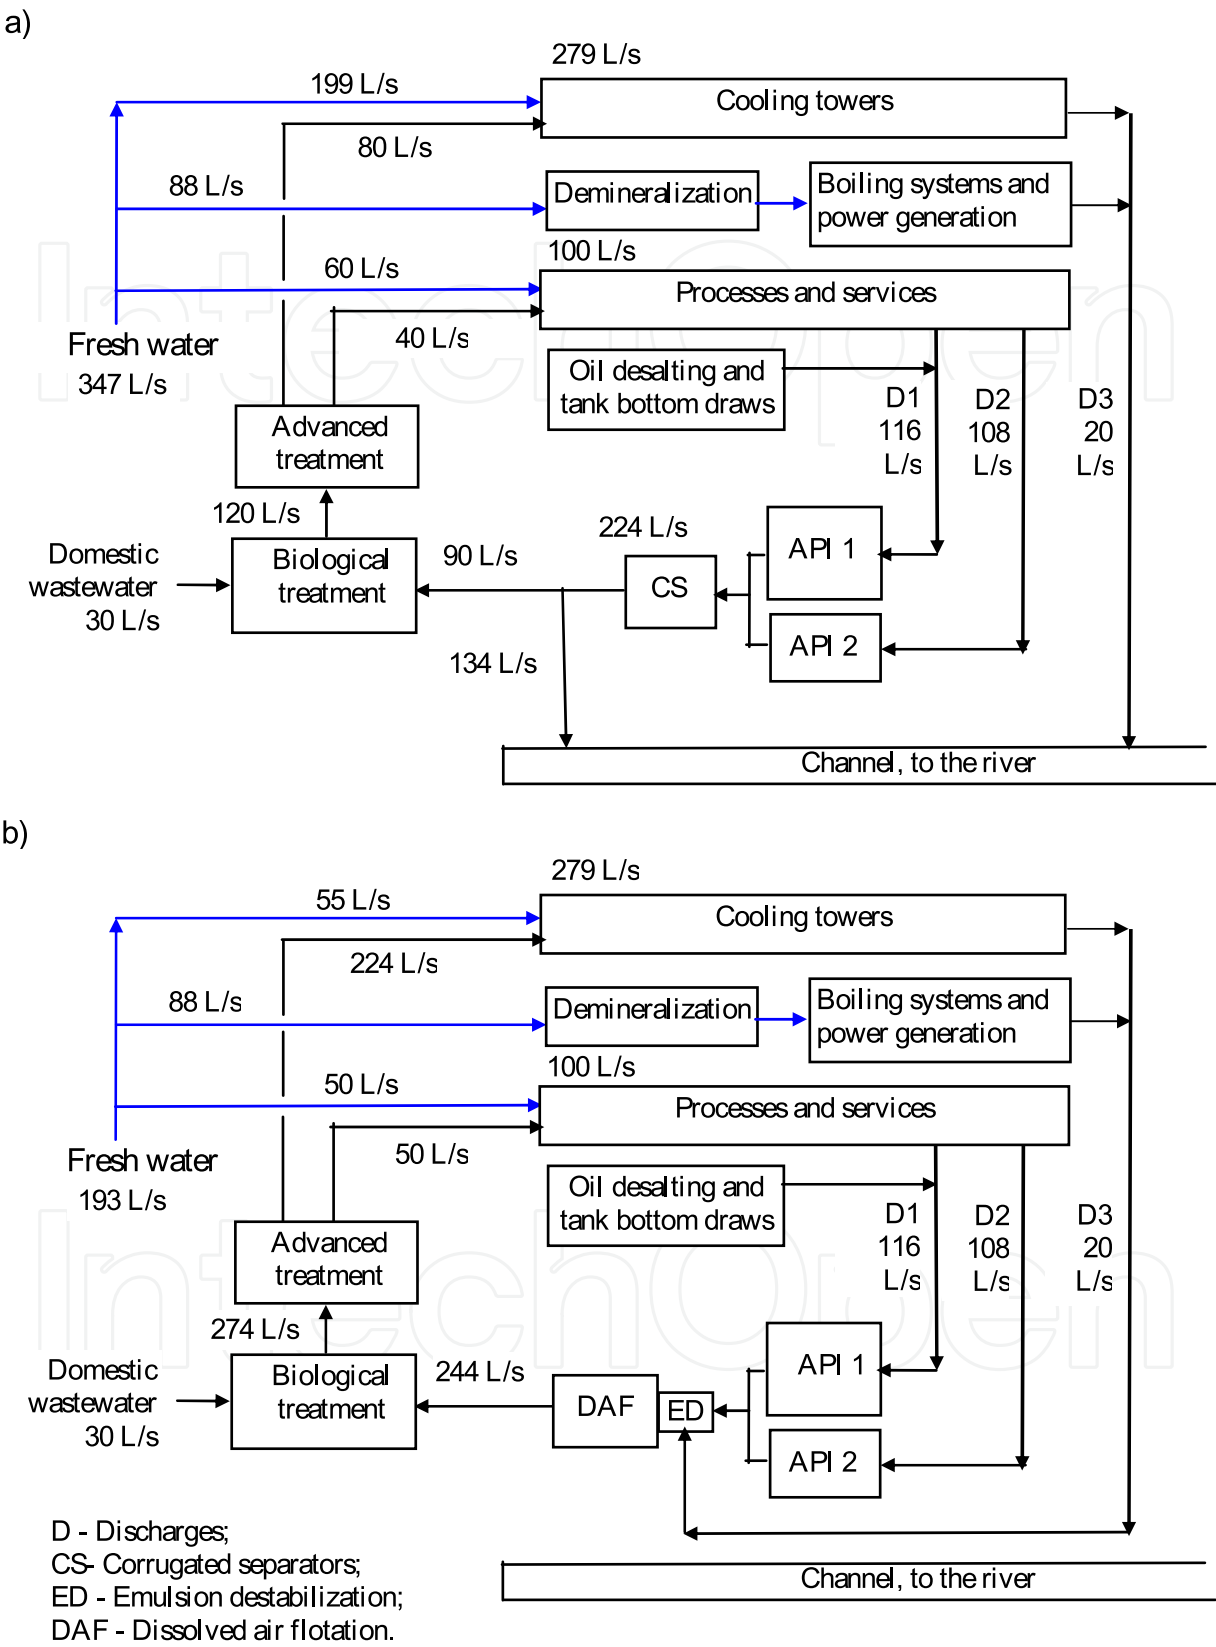 a)
279 L/s
199 L/s
Cooling towers
80 L/s
88 L/s
Demineralization
Boiling systems and
power generation
100 L/s
60 L/s
Processes and services
40 L/s
Fresh water
347 L/s
Oil desalting and
tank bottom draws
D1
116
L/s
D2
108
L/s
D3
20
L/s
Advanced
treatment
120 L/s
224 L/s
API 1
Domestic
wastewater
30 L/s
Biological
treatment
90 L/s
CS
API 2
134 L/s
Channel, to the river
IntechOpen
b)
279 L/s
55 L/s
Cooling towers
224 L/s
88 L/s
Demineralization
Boiling systems and
power generation
100 L/s
50 L/s
Processes and services
50 L/s
Fresh water
193 L/s
Oil desalting and
tank bottom draws
D1
116
L/s
D2
108
L/s
D3
20
L/s
Advanced
treatment
274 L/s
API 1
Domestic
wastewater
30 L/s
Biological
treatment
244 L/s
DAF
ED
API 2
IntechOpen
D - Discharges;
CS- Corrugated separators;
ED - Emulsion destabilization;
DAF - Dissolved air flotation.
Channel, to the river